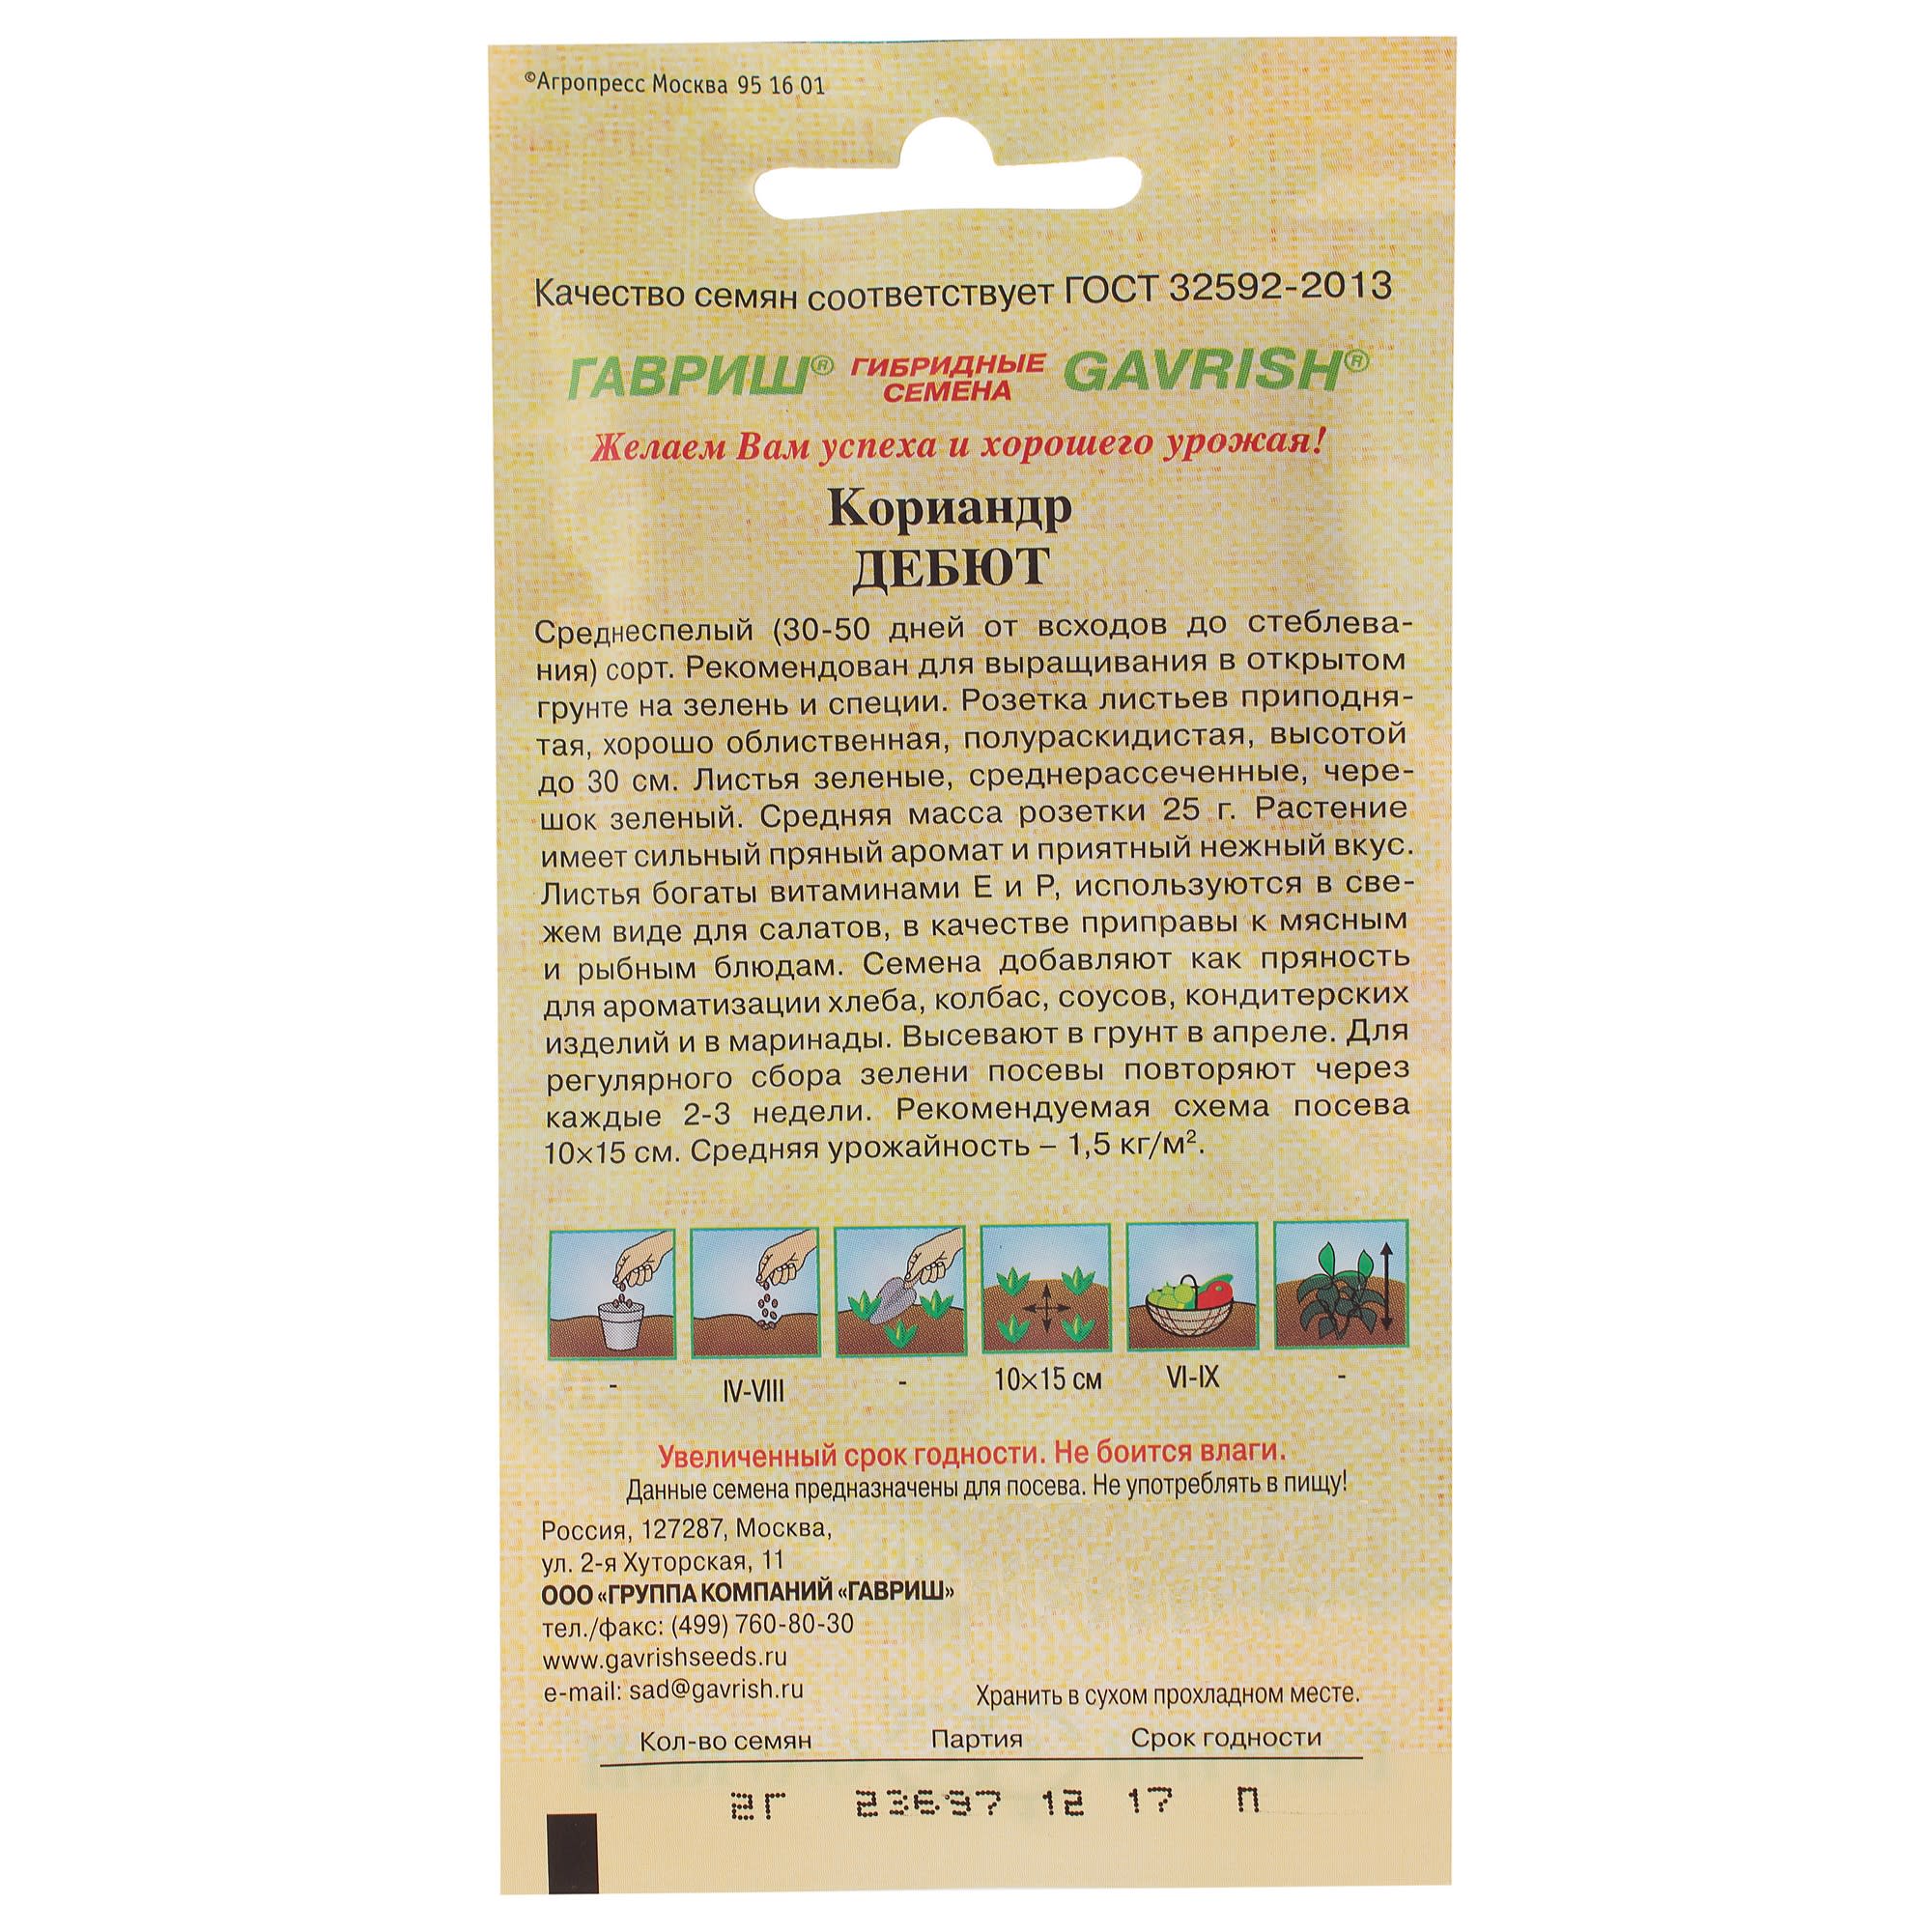 ©Агропресс Москва 95 16 01
Качество семян соответствует ГОСТ 32592-2013
ГАВРИШ® ГИБРИДНЫЕ СЕМЕНА GAVRISH®
Желаем Вам успеха и хорошего урожая!
Кориандр
ДЕБЮТ
Среднеспелый (30-50 дней от всходов до стеблева-
ния) сорт. Рекомендован для выращивания в открытом
грунте на зелень и специи. Розетка листьев приподня-
тая, хорошо облиственная, полураскидистая, высотой
до 30 см. Листья зеленые, среднерассеченные, чере-
шок зеленый. Средняя масса розетки 25 г. Растение
имеет сильный пряный аромат и приятный нежный вкус.
Листья богаты витаминами Е и Р, используются в све-
жем виде для салатов, в качестве приправы к мясным
и рыбным блюдам. Семена добавляют как пряность
для ароматизации хлеба, колбас, соусов, кондитерских
изделий и в маринады. Высевают в грунт в апреле. Для
регулярного сбора зелени посевы повторяют через
каждые 2-3 недели. Рекомендуемая схема посева
10×15 см. Средняя урожайность – 1,5 кг/м².
- IV-VIII - 10×15 см VI-IX -
Увеличенный срок годности. Не боится влаги.
Данные семена предназначены для посева. Не употреблять в пищу!
Россия, 127287, Москва,
ул. 2-я Хуторская, 11
ООО «ГРУППА КОМПАНИЙ «ГАВРИШ»
тел./факс: (499) 760-80-30
www.gavrishseeds.ru
e-mail: sad@gavrish.ru
Хранить в сухом прохладном месте.
Кол-во семян Партия Срок годности
2Г 23697 12 17 П